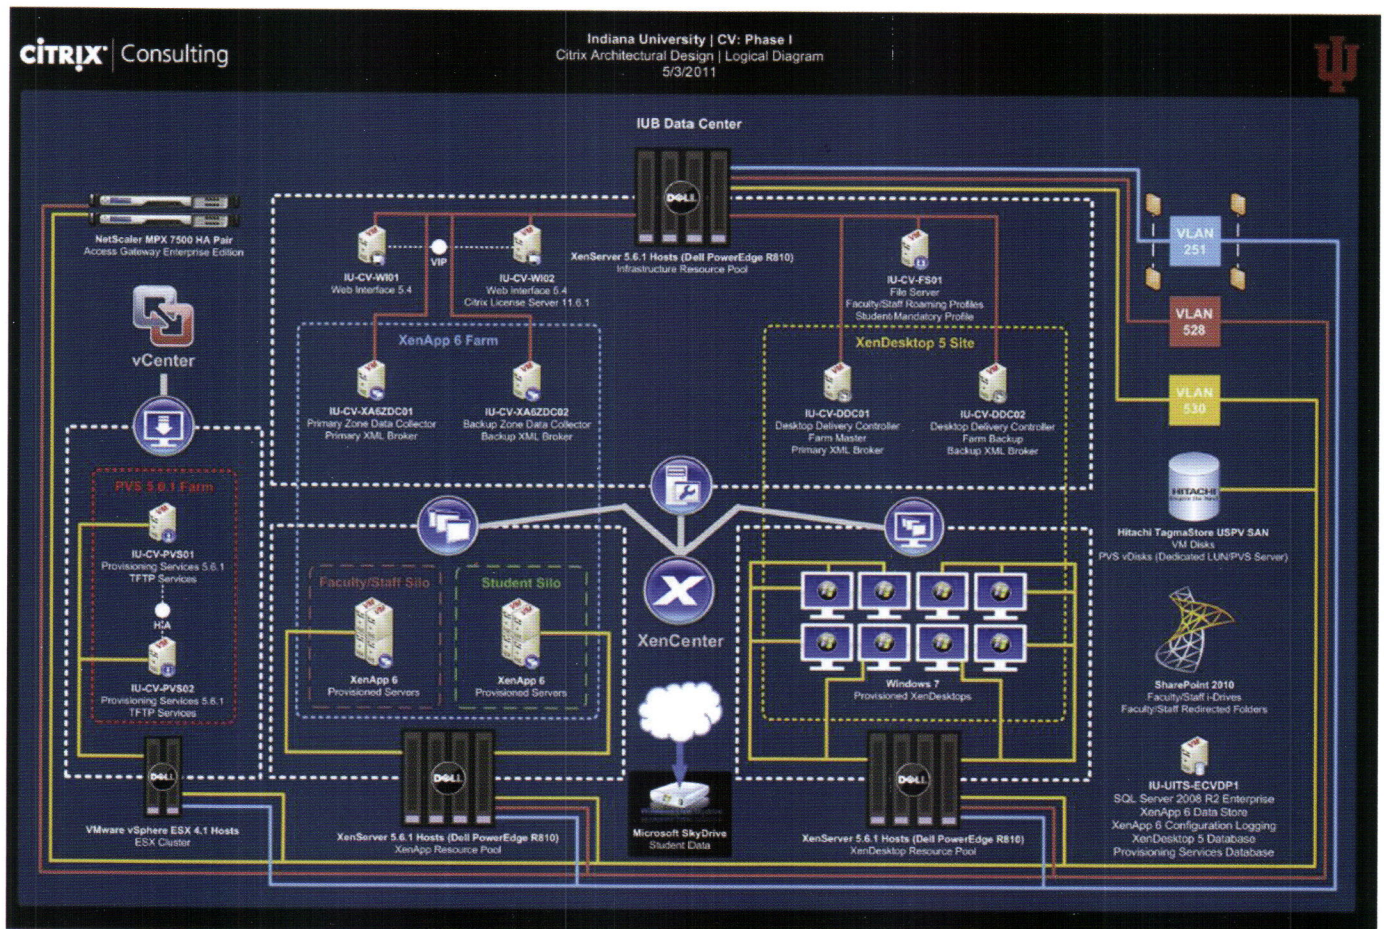 CITRIX | Consulting
Indiana University | CV: Phase I
Citrix Architectural Design | Logical Diagram
5/3/2011
IUB Data Center
DELL
XenServer 5.6.1 Hosts (Dell PowerEdge R810)
Infrastructure Resource Pool
NetScaler MPX 7500 HA Pair
Access Gateway Enterprise Edition
vCenter
IU-CV-WI01
Web Interface 5.4
VIP
IU-CV-WI02
Web Interface 5.4
Citrix License Server 11.6.1
IU-CV-FS01
File Server
Faculty/Staff Roaming Profiles
Student/Mandatory Profile
VLAN
251
VLAN
528
VLAN
530
XenApp 6 Farm
IU-CV-XA6ZDC01
Primary Zone Data Collector
Primary XML Broker
IU-CV-XA6ZDC02
Backup Zone Data Collector
Backup XML Broker
XenDesktop 5 Site
IU-CV-DDC01
Desktop Delivery Controller
Farm Master
Primary XML Broker
IU-CV-DDC02
Desktop Delivery Controller
Farm Backup
Backup XML Broker
PVS 5.6.1 Farm
IU-CV-PVS01
Provisioning Services 5.6.1
TFTP Services
H/A
IU-CV-PVS02
Provisioning Services 5.6.1
TFTP Services
DELL
VMware vSphere ESX 4.1 Hosts
ESX Cluster
Faculty/Staff Silo
XenApp 6
Provisioned Servers
Student Silo
XenApp 6
Provisioned Servers
DELL
XenServer 5.6.1 Hosts (Dell PowerEdge R810)
XenApp Resource Pool
X
XenCenter
Microsoft SkyDrive
Student Data
Windows 7
Provisioned XenDesktops
DELL
XenServer 5.6.1 Hosts (Dell PowerEdge R810)
XenDesktop Resource Pool
HITACHI
Hitachi TagmaStore USPV SAN
VM Disks
PVS vDisks (Dedicated LUN/PVS Server)
SharePoint 2010
Faculty/Staff i-Drives
Faculty/Staff Redirected Folders
IU-UITS-ECVDP1
SQL Server 2008 R2 Enterprise
XenApp 6 Data Store
XenApp 6 Configuration Logging
XenDesktop 5 Database
Provisioning Services Database